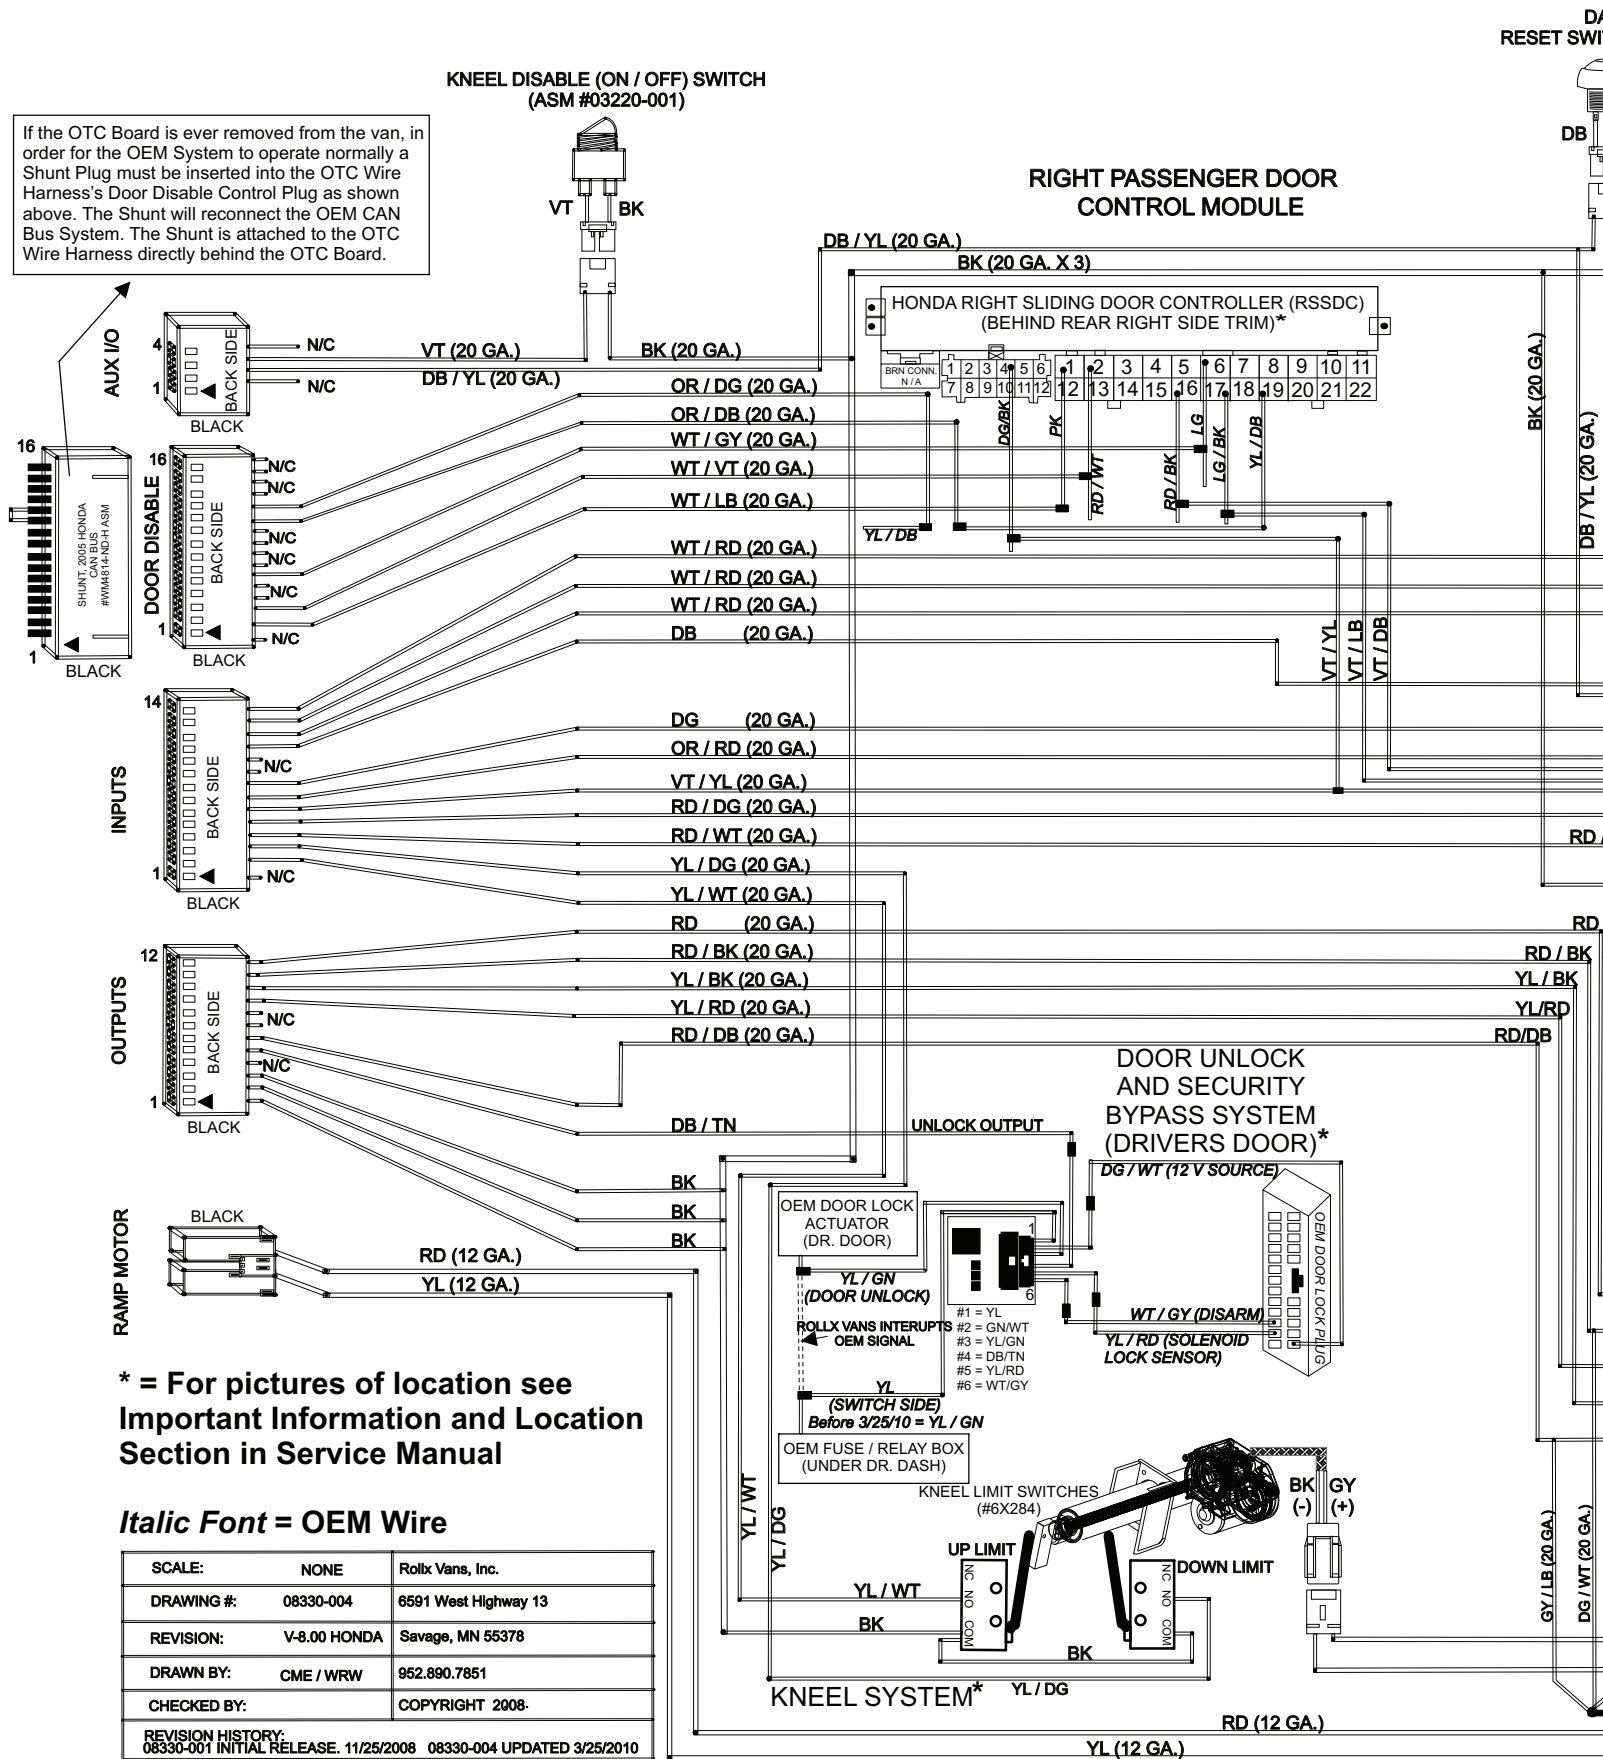 DA
RESET SWI
DB
KNEEL DISABLE (ON / OFF) SWITCH
(ASM #03220-001)
VT
BK
If the OTC Board is ever removed from the van, in
order for the OEM System to operate normally a
Shunt Plug must be inserted into the OTC Wire
Harness's Door Disable Control Plug as shown
above. The Shunt will reconnect the OEM CAN
Bus System. The Shunt is attached to the OTC
Wire Harness directly behind the OTC Board.
RIGHT PASSENGER DOOR
CONTROL MODULE
DB / YL (20 GA.)
BK (20 GA. X 3)
HONDA RIGHT SLIDING DOOR CONTROLLER (RSSDC)
(BEHIND REAR RIGHT SIDE TRIM)*
BRN CONN.
N / A
1 2 3 4 5 6
7 8 9 10 11 12
1 2 3 4 5 6 7 8 9 10 11
12 13 14 15 16 17 18 19 20 21 22
DG/BK
PK
RD / WT
RD / BK
LG
LG / BK
YL / DB
YL / DB
BK (20 GA.)
DB / YL (20 GA.)
AUX I/O
4
1
BACK SIDE
BLACK
N/C
N/C
VT (20 GA.)
BK (20 GA.)
DB / YL (20 GA.)
16
1
SHUNT, 2005 HONDA
CAN BUS
#WIM4814-ND-H ASM
BLACK
DOOR DISABLE
16
1
BACK SIDE
BLACK
N/C
N/C
N/C
N/C
N/C
N/C
OR / DG (20 GA.)
OR / DB (20 GA.)
WT / GY (20 GA.)
WT / VT (20 GA.)
WT / LB (20 GA.)
WT / RD (20 GA.)
WT / RD (20 GA.)
WT / RD (20 GA.)
DB (20 GA.)
VT / YL
VT / LB
VT / DB
INPUTS
14
1
BACK SIDE
BLACK
N/C
N/C
DG (20 GA.)
OR / RD (20 GA.)
VT / YL (20 GA.)
RD / DG (20 GA.)
RD / WT (20 GA.)
RD /
YL / DG (20 GA.)
YL / WT (20 GA.)
OUTPUTS
12
1
BACK SIDE
BLACK
N/C
N/C
RD (20 GA.)
RD
RD / BK (20 GA.)
RD / BK
YL / BK (20 GA.)
YL / BK
YL / RD (20 GA.)
YL/RD
RD / DB (20 GA.)
RD/DB
DB / TN
UNLOCK OUTPUT
BK
BK
BK
RAMP MOTOR
BLACK
RD (12 GA.)
YL (12 GA.)
DOOR UNLOCK
AND SECURITY
BYPASS SYSTEM
(DRIVERS DOOR)*
DG / WT (12 V SOURCE)
OEM DOOR LOCK PLUG
OEM DOOR LOCK
ACTUATOR
(DR. DOOR)
YL / GN
(DOOR UNLOCK)
ROLLX VANS INTERUPTS
OEM SIGNAL
1
6
#1 = YL
#2 = GN/WT
#3 = YL/GN
#4 = DB/TN
#5 = YL/RD
#6 = WT/GY
WT / GY (DISARM)
YL / RD (SOLENOID
LOCK SENSOR)
YL
(SWITCH SIDE)
Before 3/25/10 = YL / GN
OEM FUSE / RELAY BOX
(UNDER DR. DASH)
* = For pictures of location see
Important Information and Location
Section in Service Manual
Italic Font = OEM Wire
YL / WT
YL / DG
KNEEL LIMIT SWITCHES
(#6X284)
UP LIMIT
NC NO COM
DOWN LIMIT
NC NO COM
BK
(-)
GY
(+)
YL / WT
BK
BK
YL / DG
KNEEL SYSTEM*
GY / LB (20 GA.)
DG / WT (20 GA.)
RD (12 GA.)
YL (12 GA.)
SCALE: NONE Rollx Vans, Inc.
DRAWING #: 08330-004 6591 West Highway 13
REVISION: V-8.00 HONDA Savage, MN 55378
DRAWN BY: CME / WRW 952.890.7851
CHECKED BY: COPYRIGHT 2008
REVISION HISTORY:
08330-001 INITIAL RELEASE. 11/25/2008 08330-004 UPDATED 3/25/2010